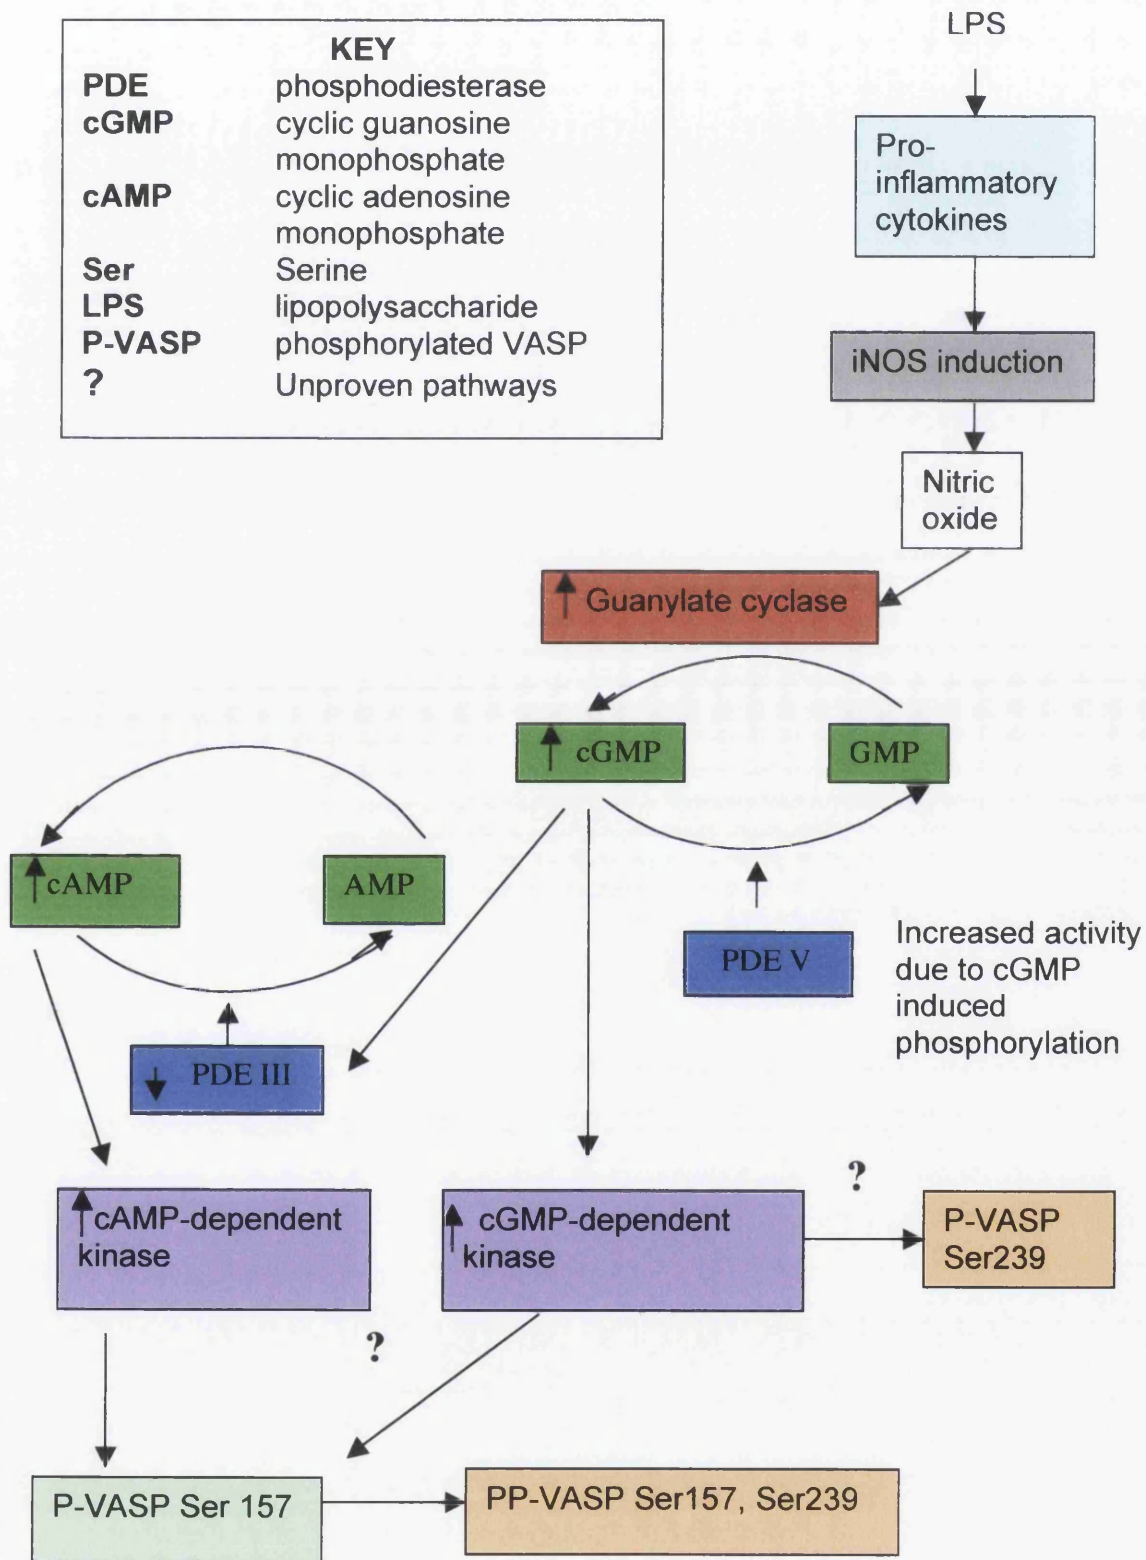 KEY
PDE phosphodiesterase
cGMP cyclic guanosine
monophosphate
cAMP cyclic adenosine
monophosphate
Ser Serine
LPS lipopolysaccharide
P-VASP phosphorylated VASP
? Unproven pathways
LPS
Pro-
inflammatory
cytokines
iNOS induction
Nitric
oxide
Guanylate cyclase
cGMP
GMP
cAMP
AMP
PDE V
Increased activity
due to cGMP
induced
phosphorylation
PDE III
cAMP-dependent
kinase
cGMP-dependent
kinase
?
P-VASP
Ser239
?
P-VASP Ser 157
PP-VASP Ser157, Ser239